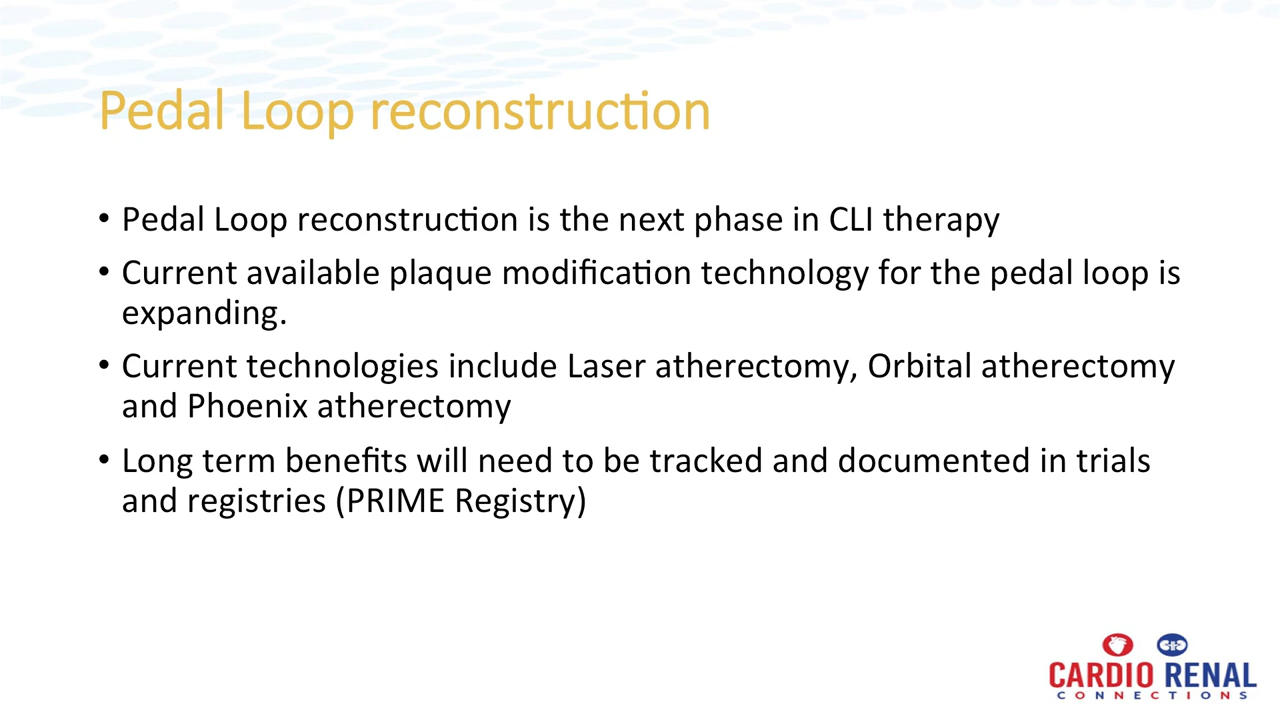 Pedal Loop reconstruction
• Pedal Loop reconstruction is the next phase in CLI therapy
• Current available plaque modification technology for the pedal loop is
expanding.
• Current technologies include Laser atherectomy, Orbital atherectomy
and Phoenix atherectomy
• Long term benefits will need to be tracked and documented in trials
and registries (PRIME Registry)
CARDIO RENAL
CONNECTIONS